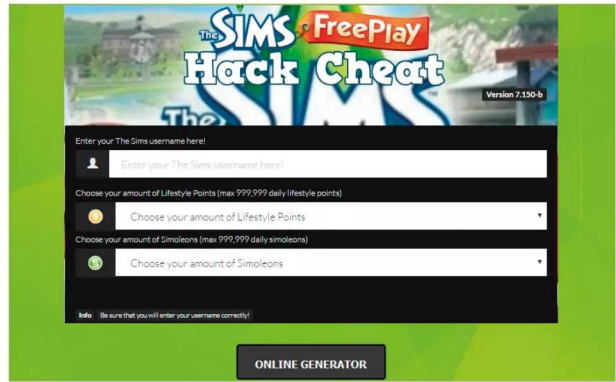 The SIMS FreePlay
Hack Cheat
Version 7.150-b
The SIMS
Enter your The Sims username here!
Enter your The Sims username here!
Choose your amount of Lifestyle Points (max 999,999 daily lifestyle points)
Choose your amount of Lifestyle Points
Choose your amount of Simoleons (max 999,999 daily simoleons)
Choose your amount of Simoleons
Info Be sure that you will enter your username correctly!
ONLINE GENERATOR